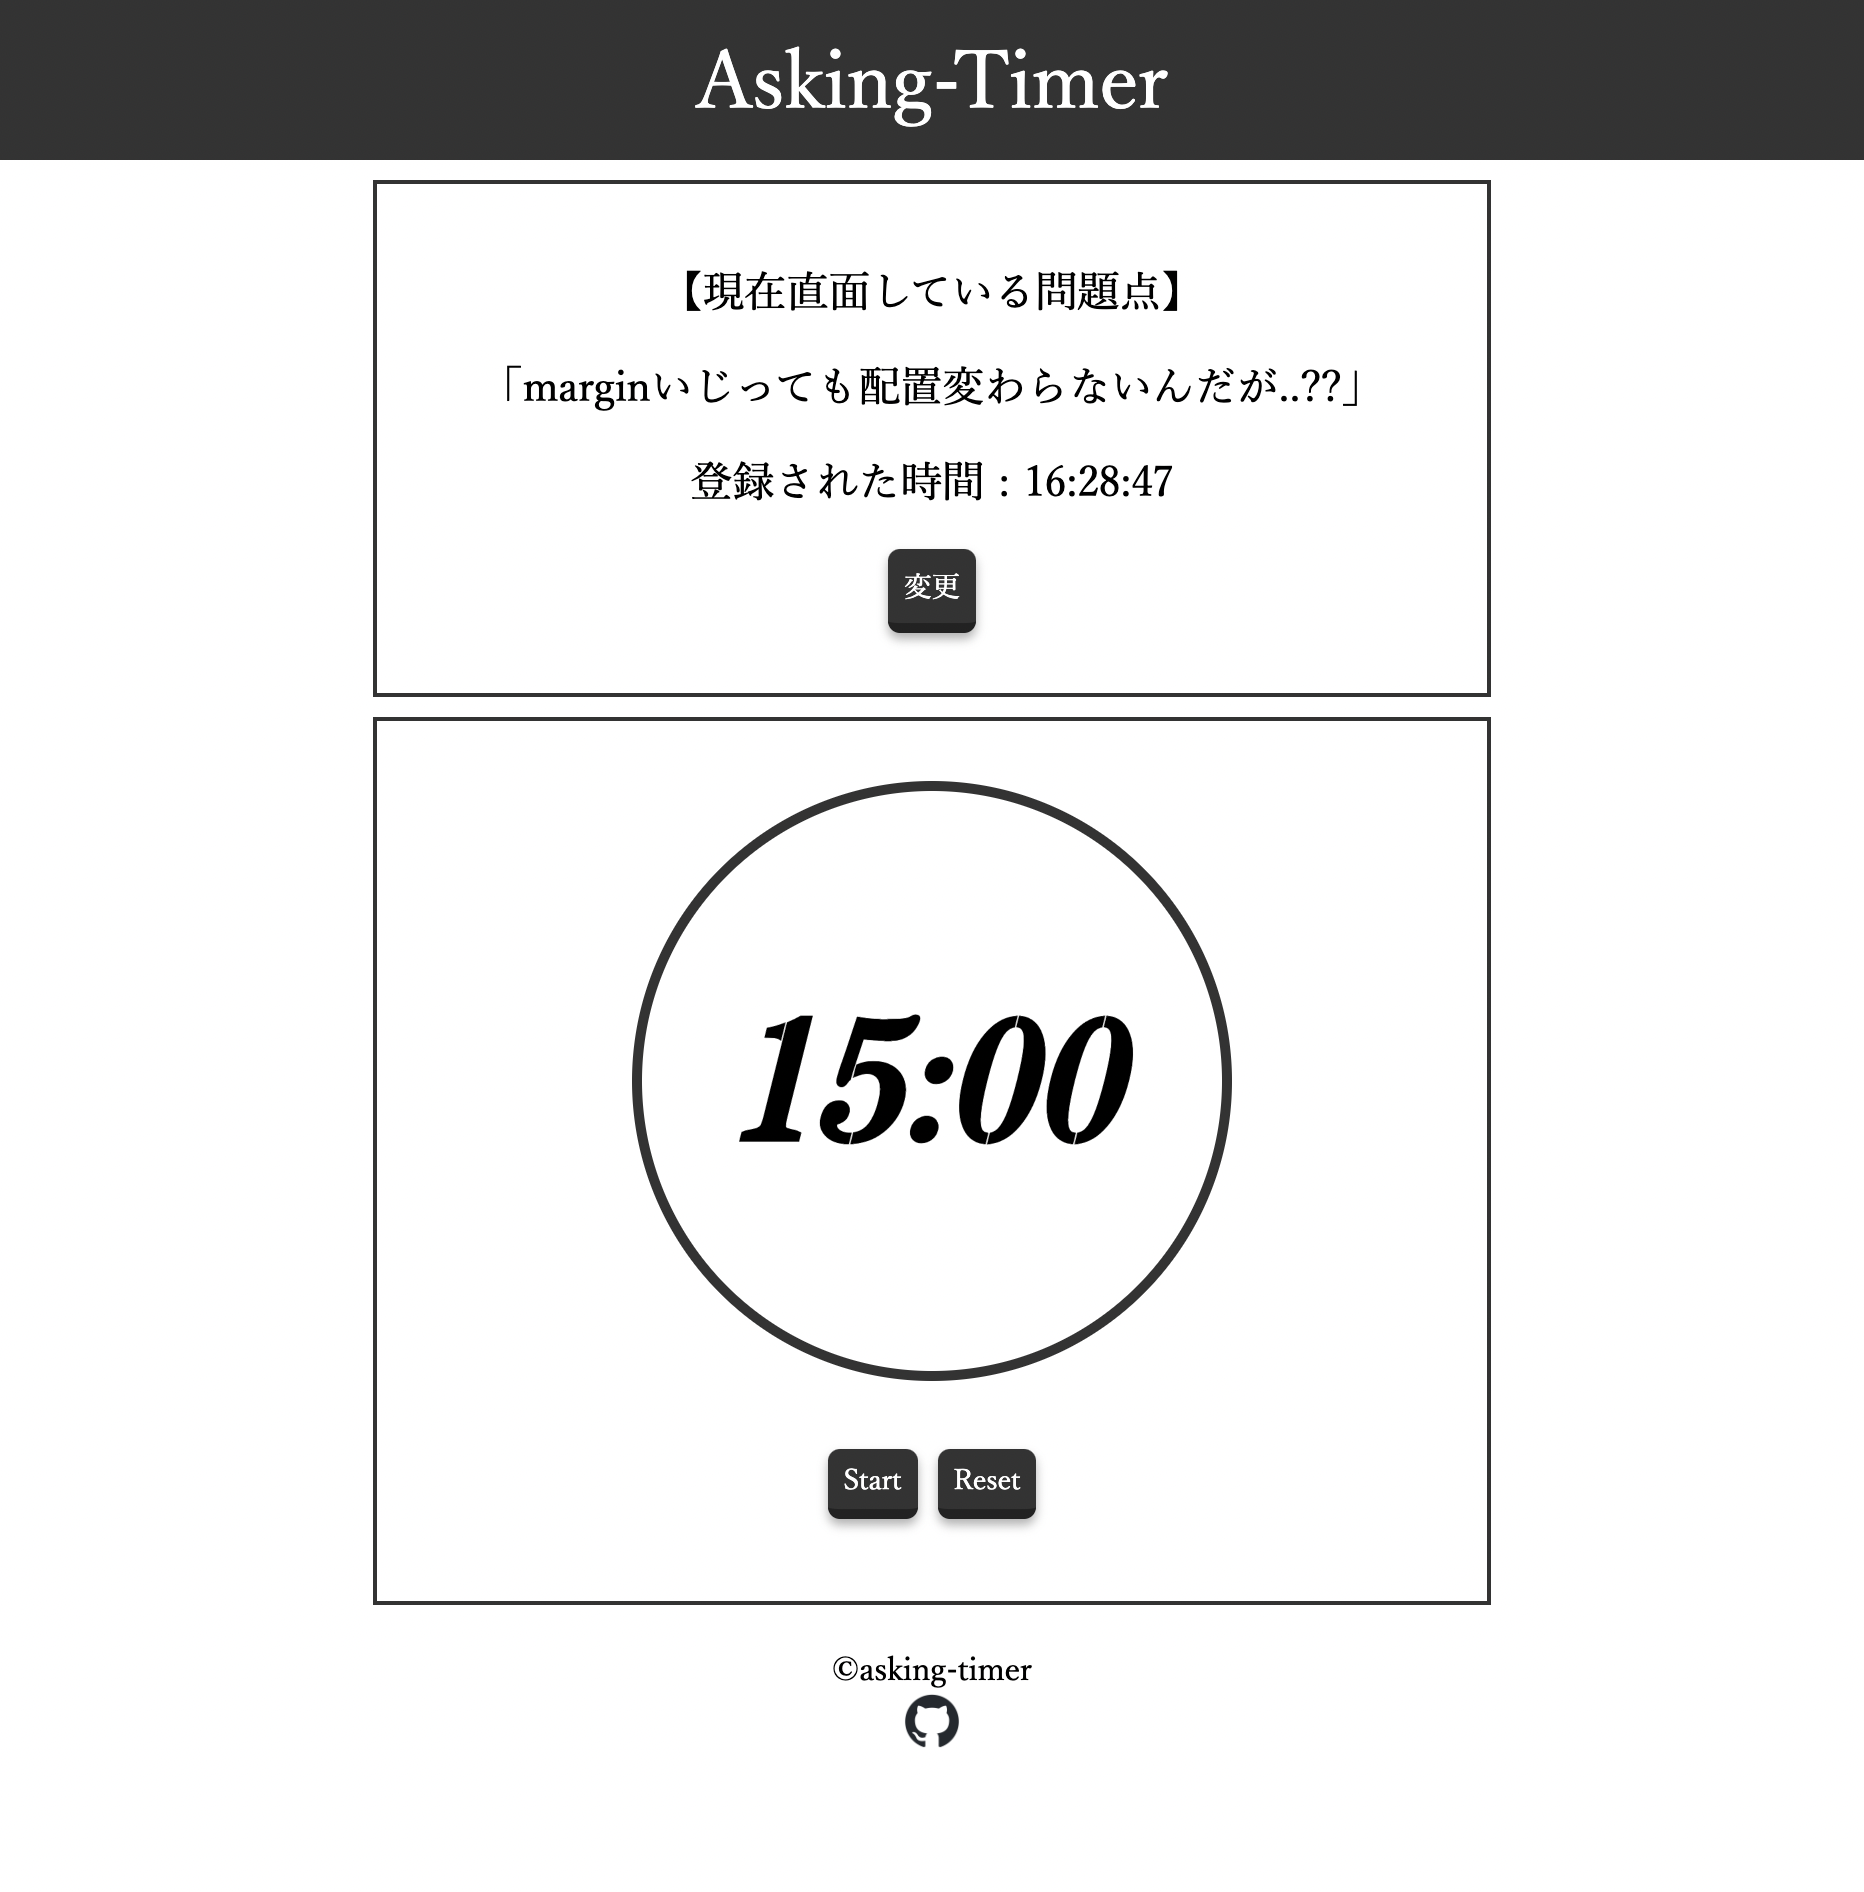 Asking-Timer
【現在直面している問題点】
「marginいじっても配置変わらないんだが..??」
登録された時間 : 16:28:47
変更
15:00
Start
Reset
©asking-timer